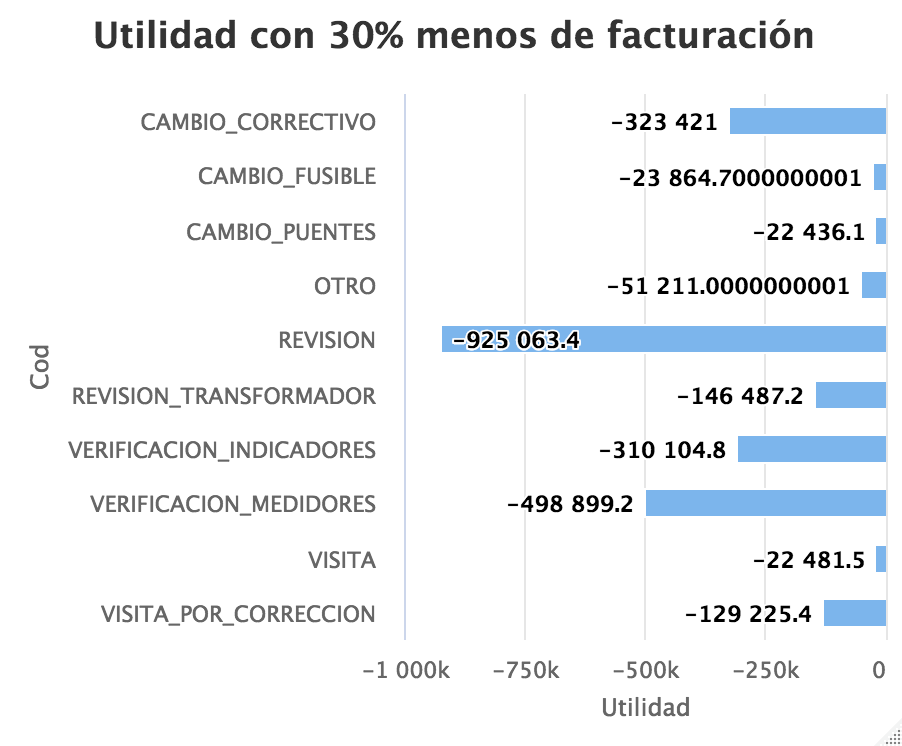 Utilidad con 30% menos de facturación
Cod
CAMBIO_CORRECTIVO -323 421
CAMBIO_FUSIBLE -23 864.7000000001
CAMBIO_PUENTES -22 436.1
OTRO -51 211.0000000001
REVISION -925 063.4
REVISION_TRANSFORMADOR -146 487.2
VERIFICACION_INDICADORES -310 104.8
VERIFICACION_MEDIDORES -498 899.2
VISITA -22 481.5
VISITA_POR_CORRECCION -129 225.4
-1 000k -750k -500k -250k 0
Utilidad